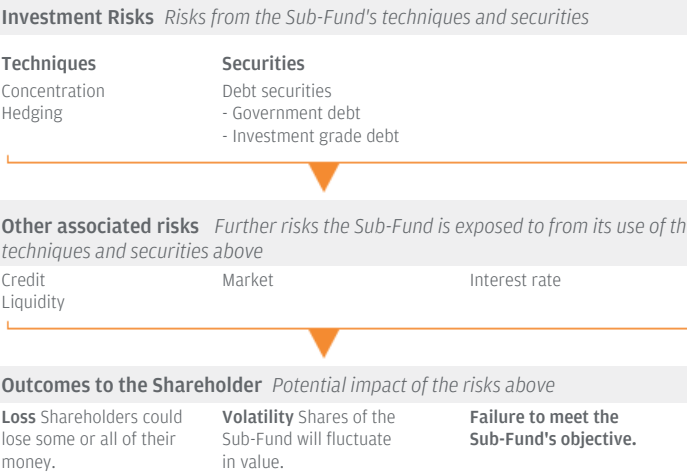 Investment Risks Risks from the Sub-Fund's techniques and securities
Techniques
Concentration
Hedging
Securities
Debt securities
- Government debt
- Investment grade debt
Other associated risks Further risks the Sub-Fund is exposed to from its use of th
techniques and securities above
Credit
Liquidity
Market
Interest rate
Outcomes to the Shareholder Potential impact of the risks above
Loss Shareholders could
lose some or all of their
money.
Volatility Shares of the
Sub-Fund will fluctuate
in value.
Failure to meet the
Sub-Fund's objective.